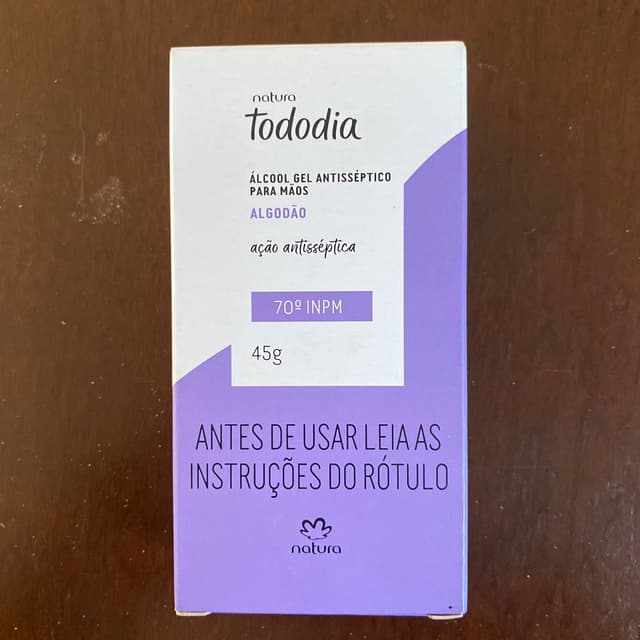 natura
tododia
ÁLCOOL GEL ANTISSÉPTICO
PARA MÃOS
ALGODÃO
ação antisséptica
70º INPM
45g
ANTES DE USAR LEIA AS
INSTRUÇÕES DO RÓTULO
natura